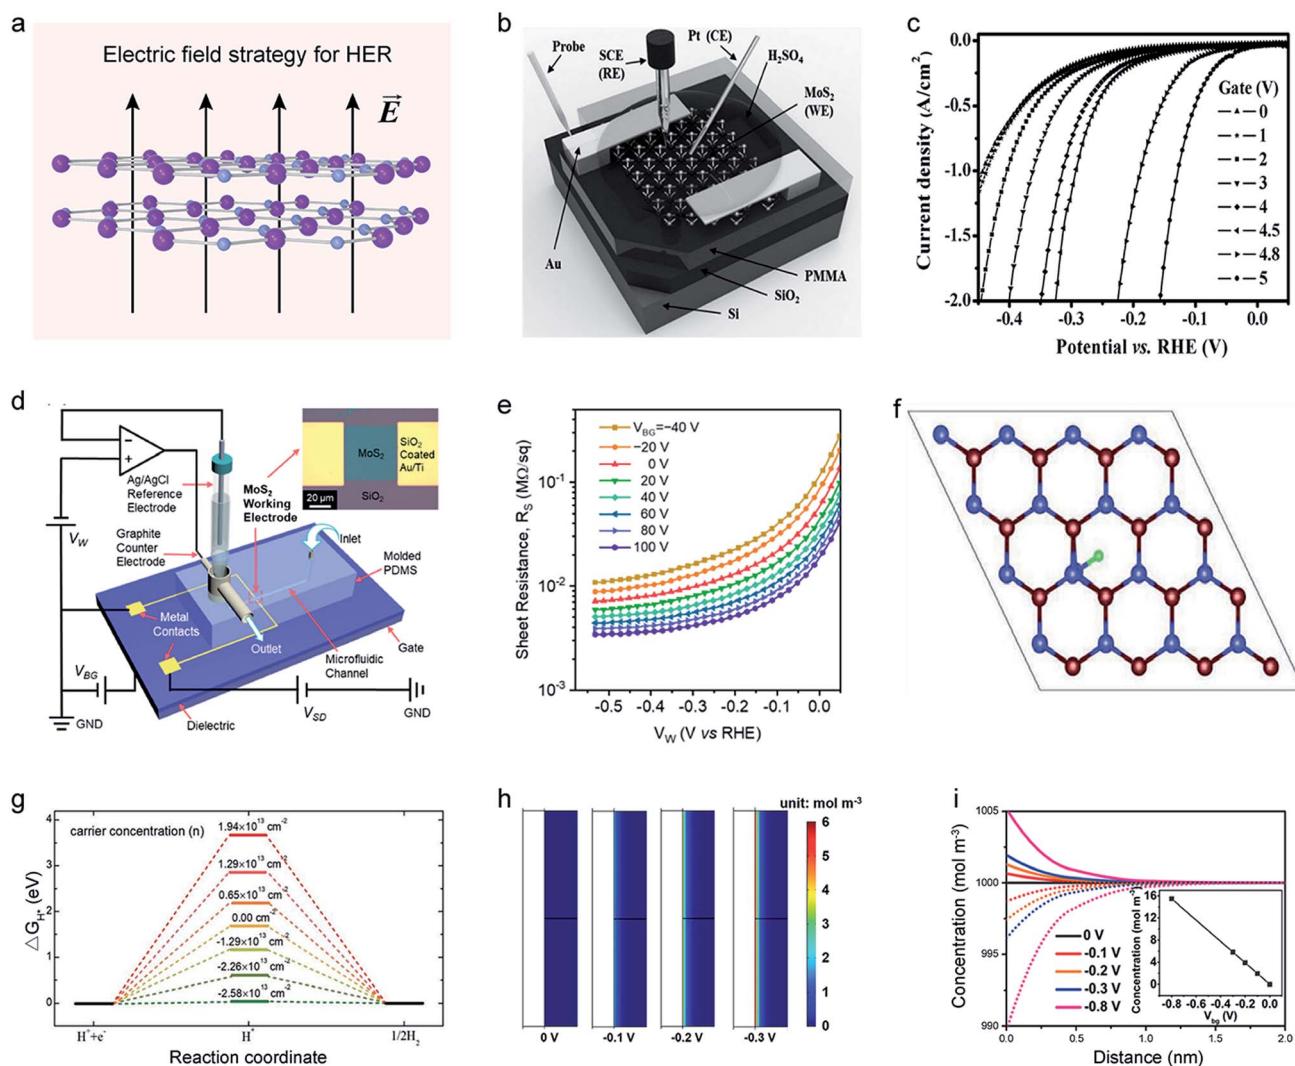 a
Electric field strategy for HER
E
b
Probe
SCE
(RE)
Pt (CE)
H₂SO₄
MoS₂
(WE)
Au
PMMA
SiO₂
Si
c
Current density (A/cm²)
0.0
-0.5
-1.0
-1.5
-2.0
Gate (V)
0
1
2
3
4
4.5
4.8
5
-0.4 -0.3 -0.2 -0.1 0.0
Potential vs. RHE (V)
d
Ag/AgCl
Reference
Electrode
MoS₂
Working
Electrode
MoS₂
SiO₂
Coated
Au/Ti
20 μm
SiO₂
V_W
Graphite
Counter
Electrode
Inlet
Molded
PDMS
Metal
Contacts
Outlet
Microfluidic
Channel
Gate
V_BG
GND
Dielectric
V_SD
GND
e
Sheet Resistance, R_S (MΩ/sq)
10⁻¹
10⁻²
10⁻³
V_BG=−40 V
−20 V
0 V
20 V
40 V
60 V
80 V
100 V
-0.5 -0.4 -0.3 -0.2 -0.1 0.0
V_W (V vs RHE)
f
g
△G_H* (eV)
4
3
2
1
0
carrier concentration (n)
1.94×10¹³ cm⁻²
1.29×10¹³ cm⁻²
0.65×10¹³ cm⁻²
0.00 cm⁻²
-1.29×10¹³ cm⁻²
-2.26×10¹³ cm⁻²
-2.58×10¹³ cm⁻²
H⁺+e⁻ H* 1/2H₂
Reaction coordinate
h
unit: mol m⁻³
6
5
4
3
2
1
0
0 V -0.1 V -0.2 V -0.3 V
i
Concentration (mol m⁻³)
1005
1000
995
990
0 V
-0.1 V
-0.2 V
-0.3 V
-0.8 V
Concentration (mol m⁻³)
16
12
8
4
0
-0.8 -0.6 -0.4 -0.2 0.0
V_bg (V)
0.0 0.5 1.0 1.5 2.0
Distance (nm)